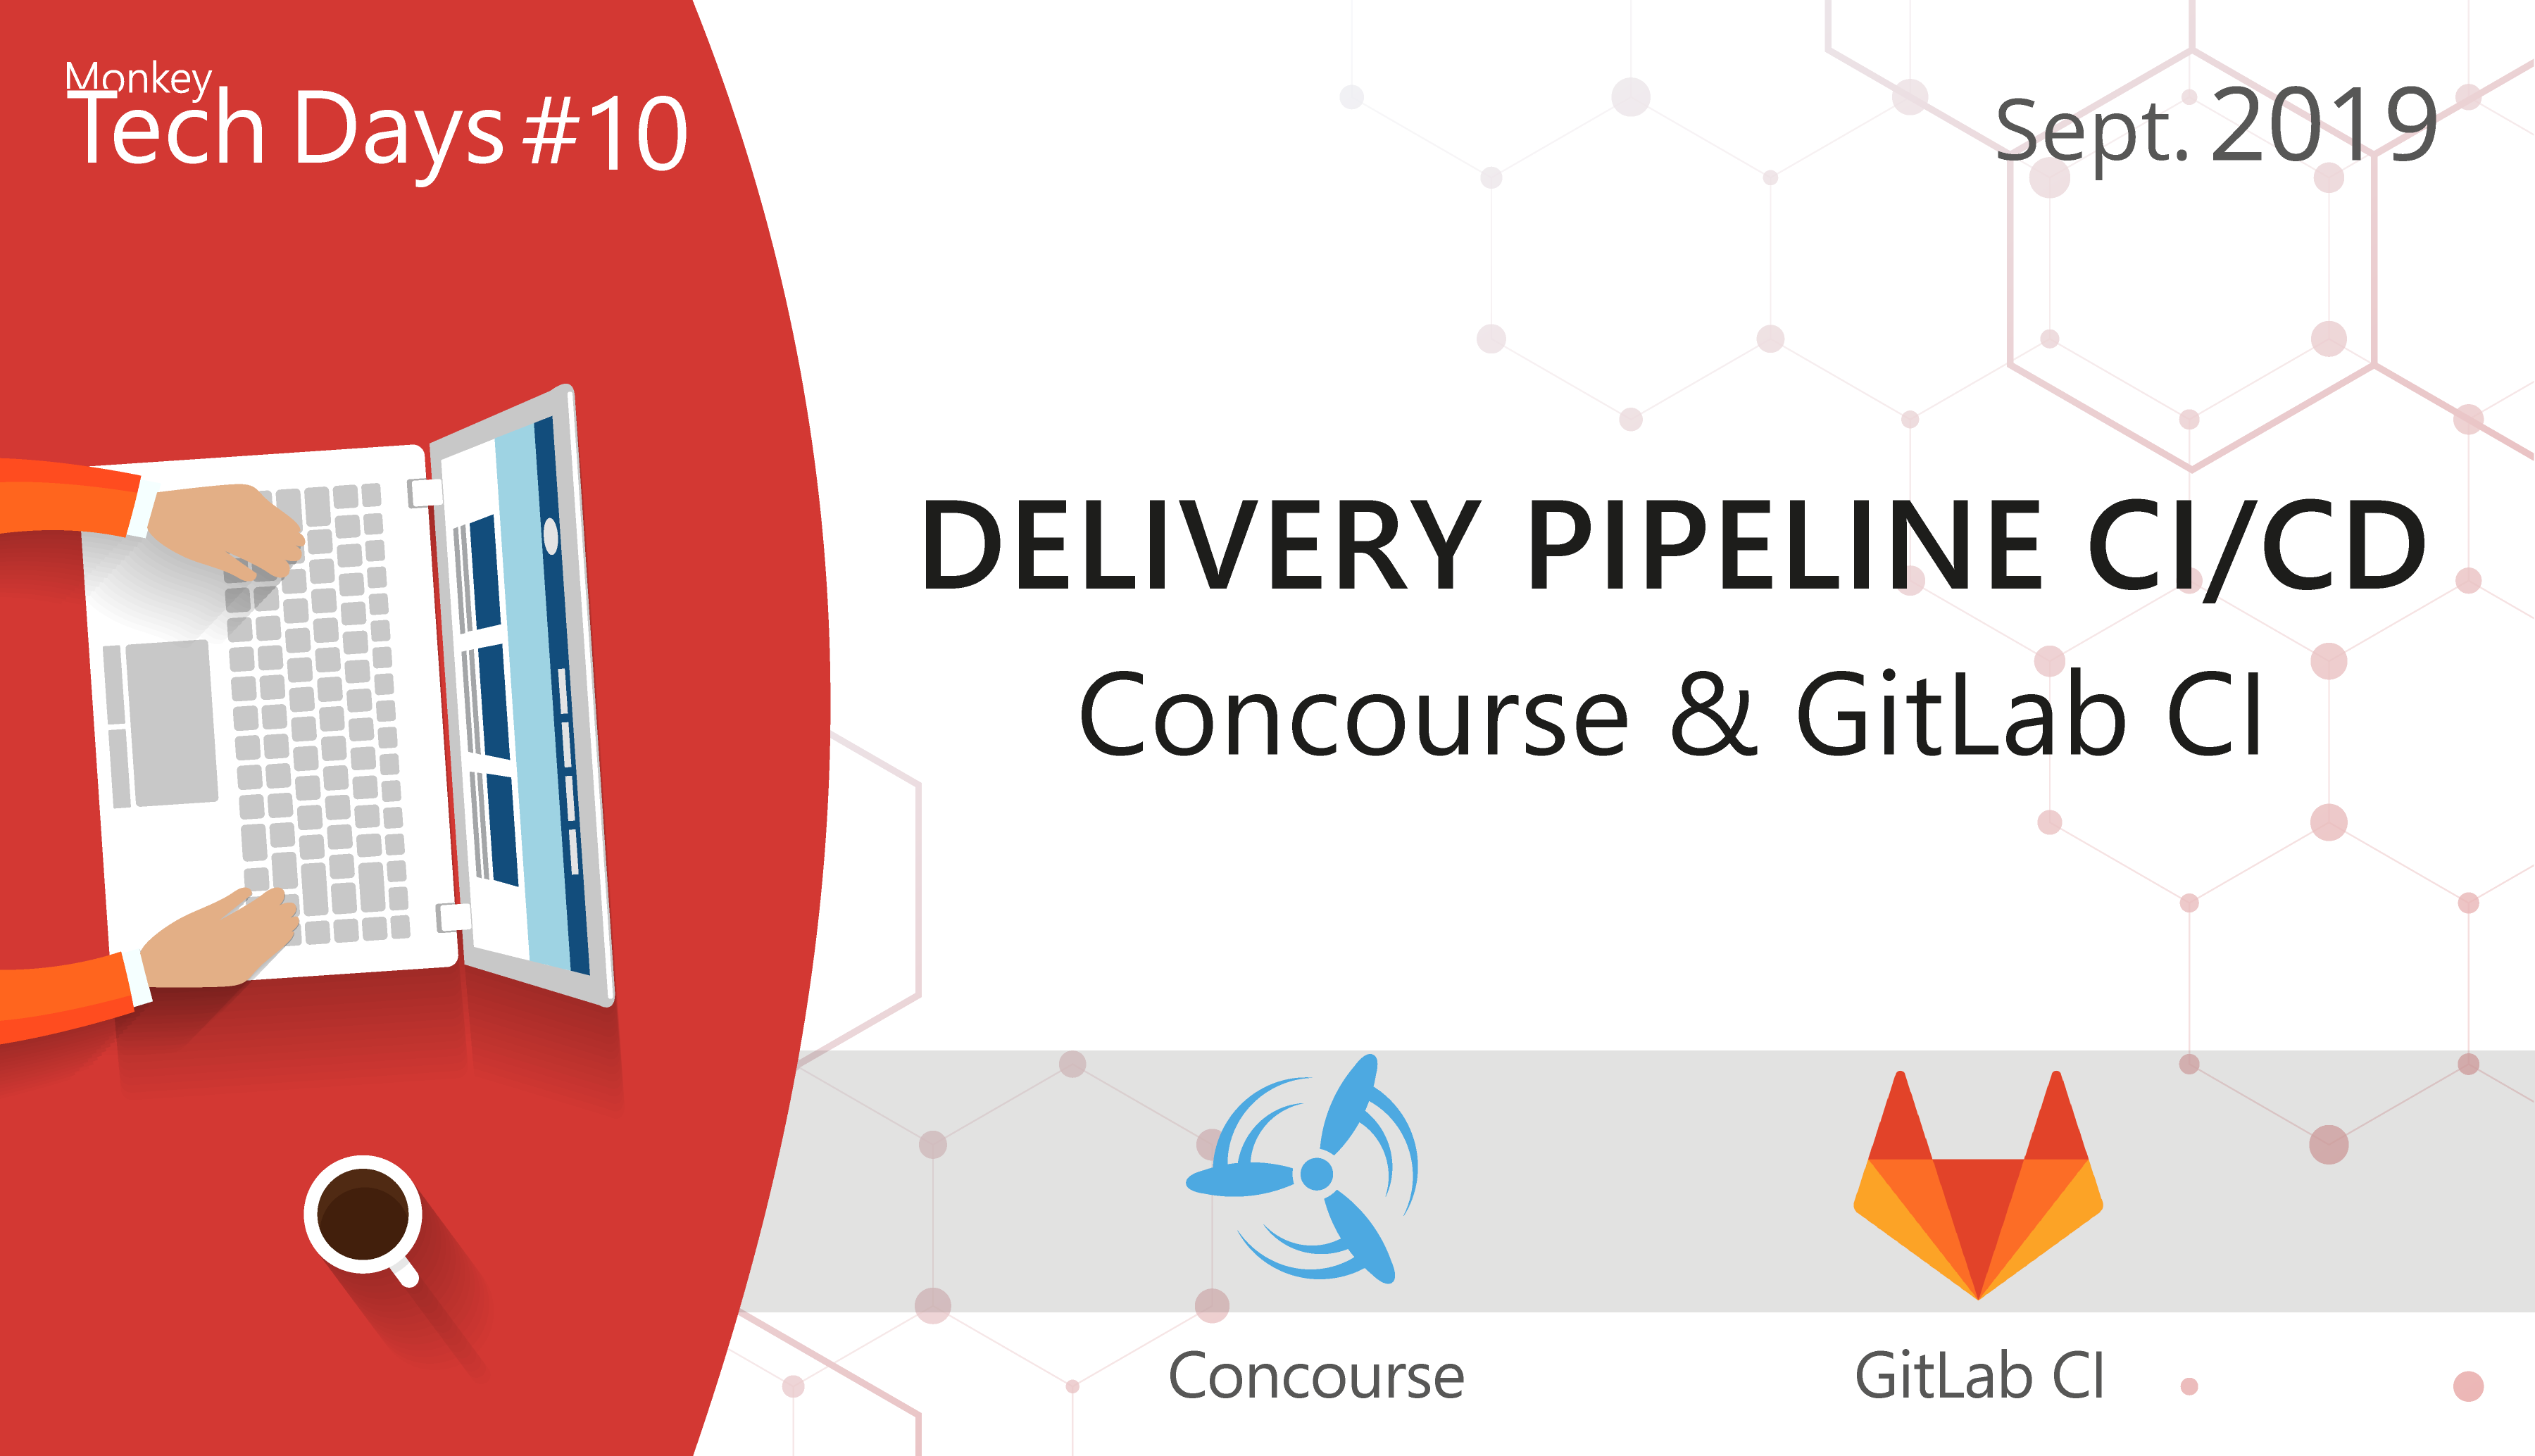 Monkey
Tech Days #10
Sept. 2019
DELIVERY PIPELINE CI/CD
Concourse & GitLab CI
Concourse
GitLab CI